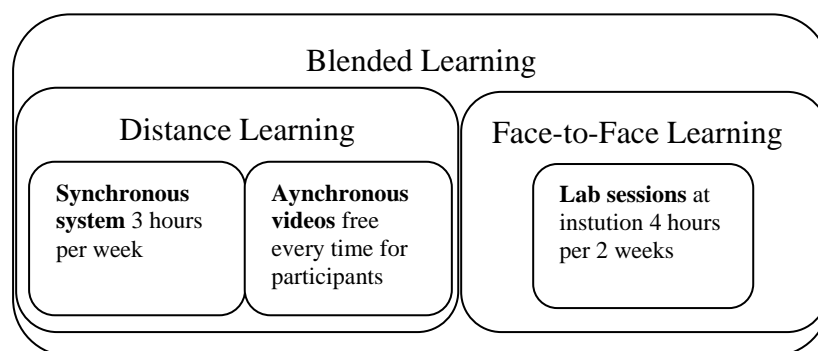 Blended Learning
Distance Learning
Synchronous
system 3 hours
per week
Aynchronous
videos free
every time for
participants
Face-to-Face Learning
Lab sessions at
instution 4 hours
per 2 weeks